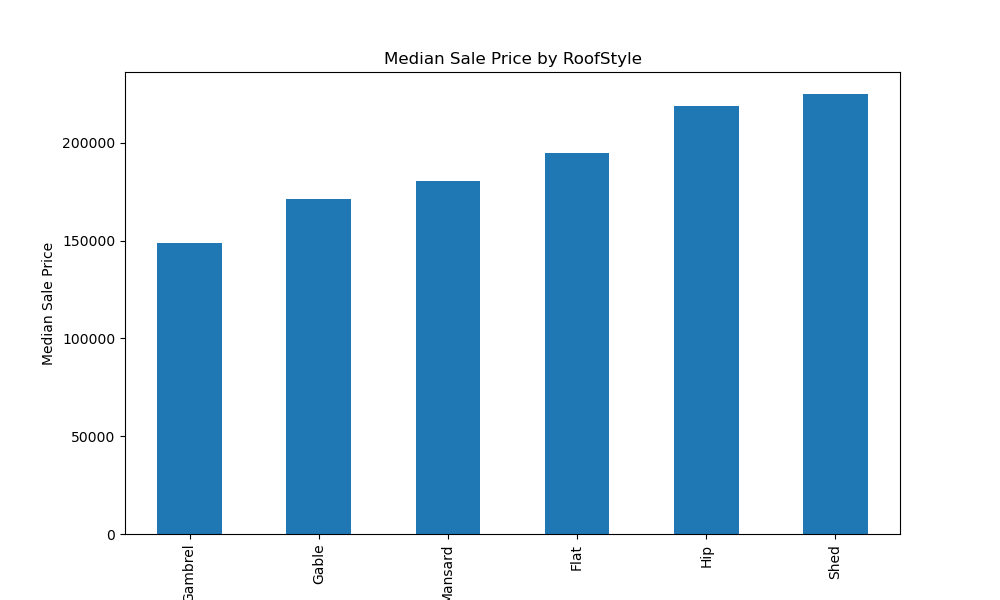 Median Sale Price by RoofStyle
Median Sale Price
200000
150000
100000
50000
0
Gambrel
Gable
Mansard
Flat
Hip
Shed